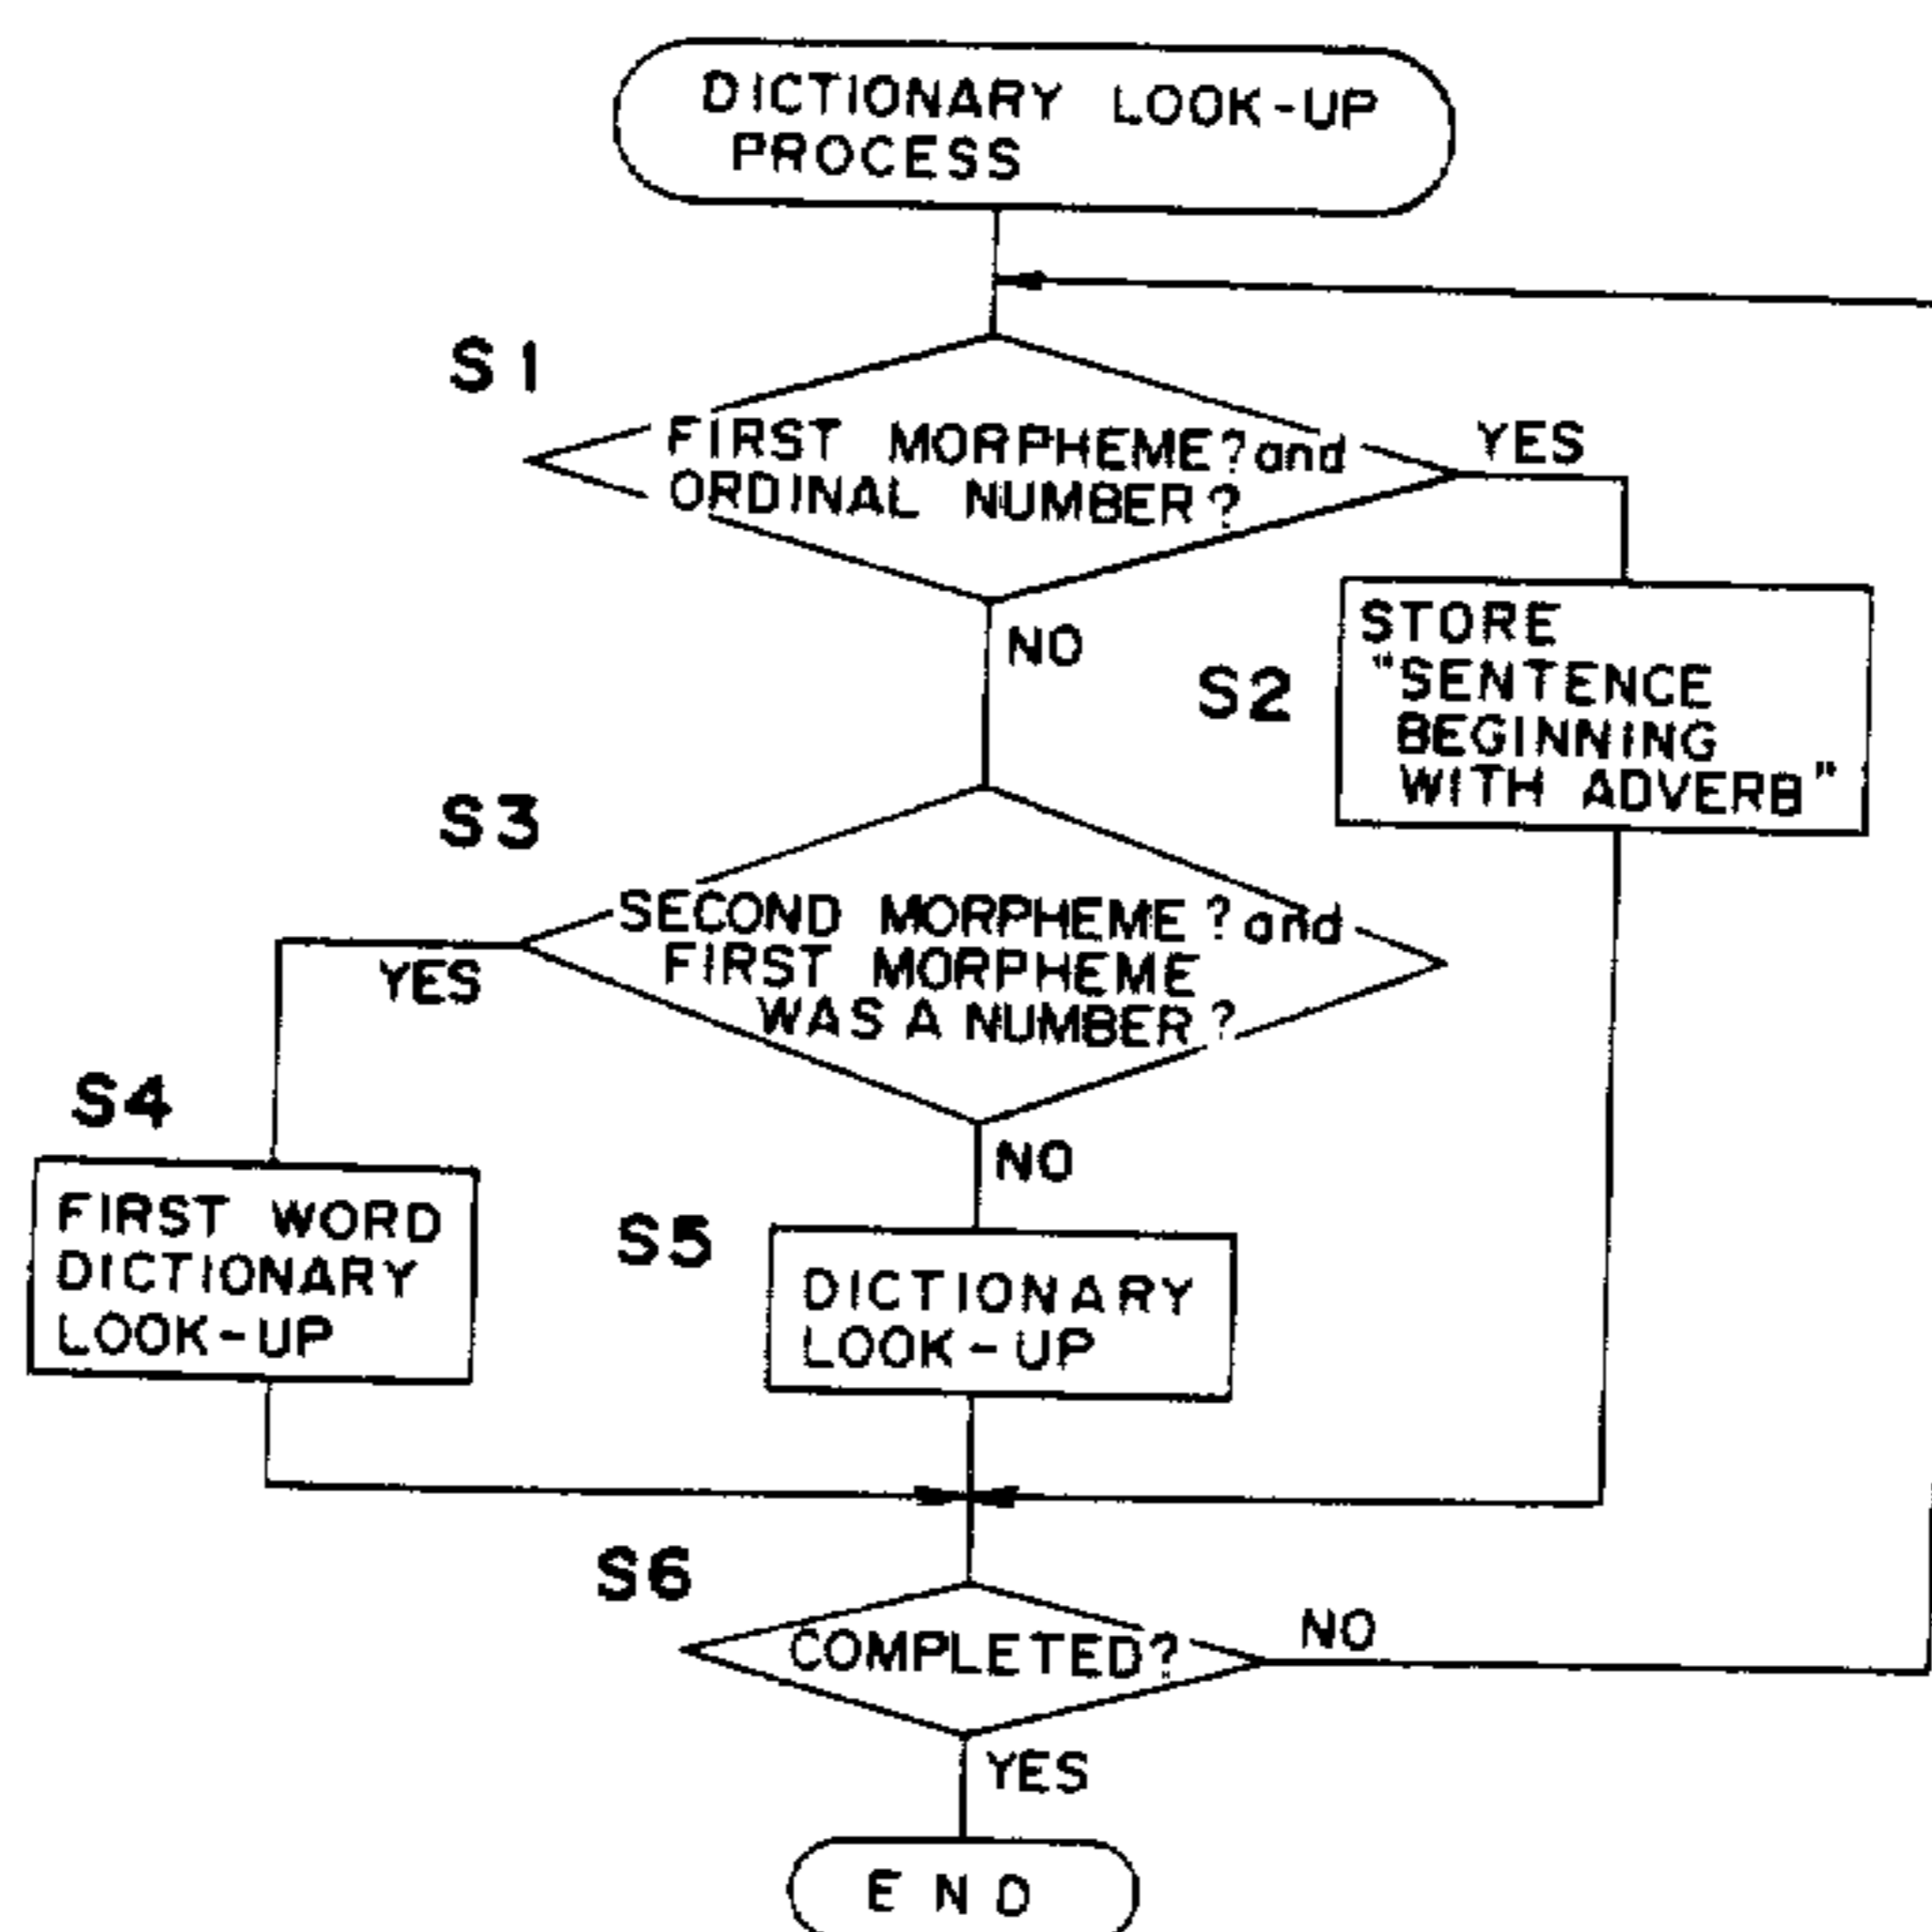 DICTIONARY LOOK-UP
PROCESS
S1
FIRST MORPHEME?and
ORDINAL NUMBER?
YES
NO
S2
STORE
"SENTENCE
BEGINNING
WITH ADVERB"
S3
SECOND MORPHEME?and
FIRST MORPHEME
WAS A NUMBER?
YES
NO
S4
FIRST WORD
DICTIONARY
LOOK-UP
S5
DICTIONARY
LOOK-UP
S6
COMPLETED?
NO
YES
END